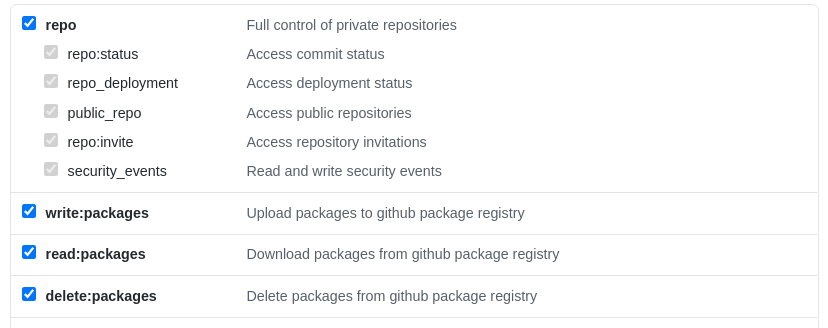 repo Full control of private repositories
repo:status Access commit status
repo_deployment Access deployment status
public_repo Access public repositories
repo:invite Access repository invitations
security_events Read and write security events
write:packages Upload packages to github package registry
read:packages Download packages from github package registry
delete:packages Delete packages from github package registry